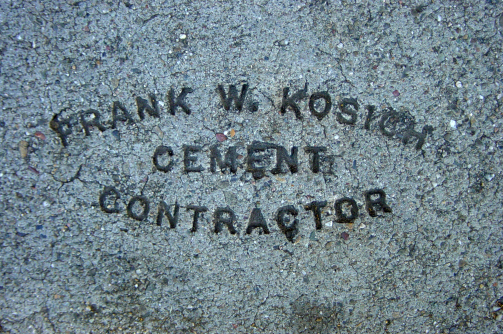 FRANK W. KOSICH
CEMENT
CONTRACTOR